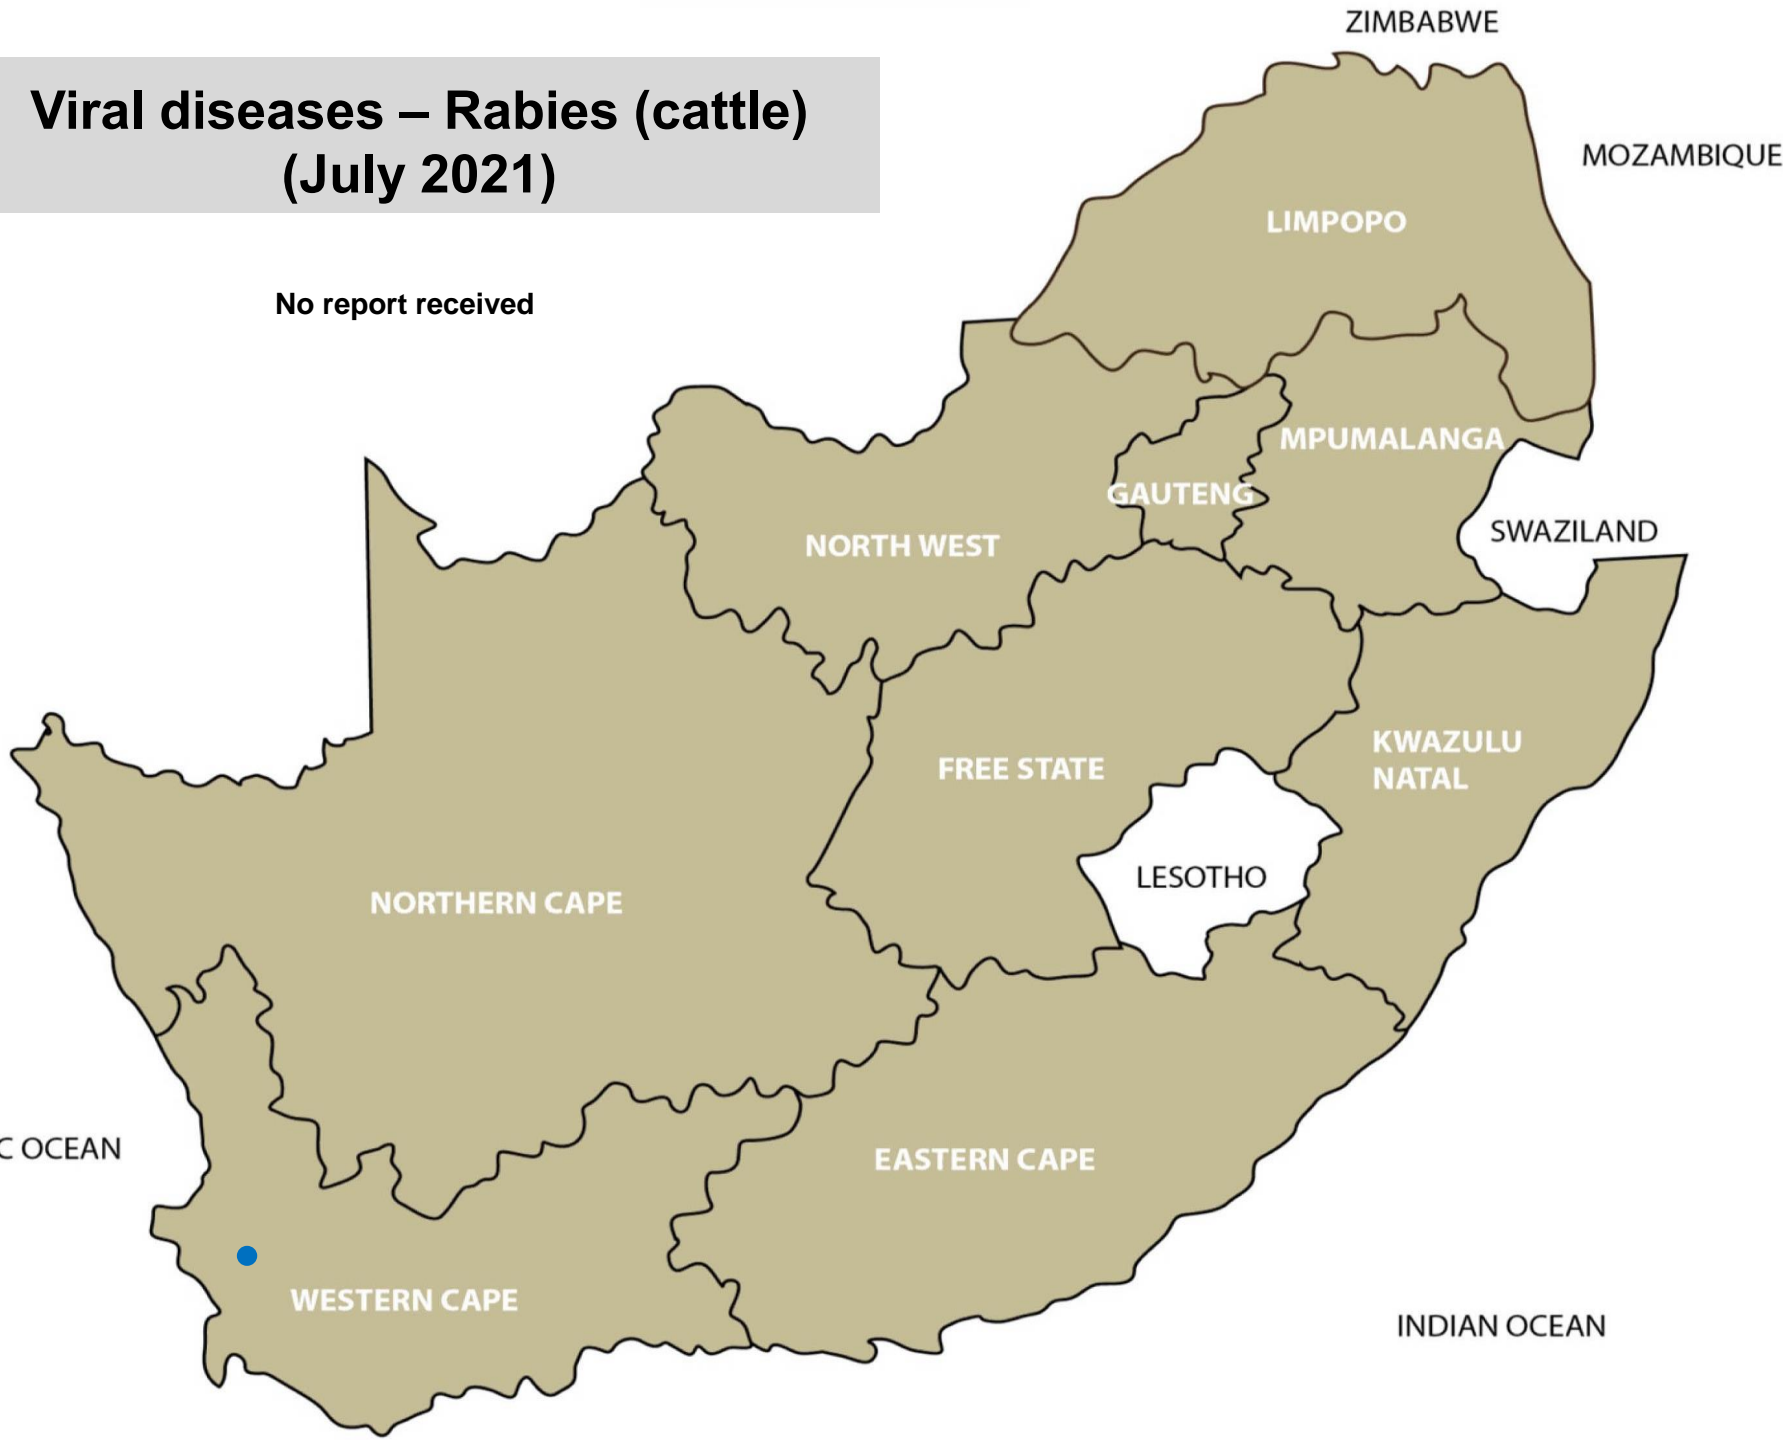 ZIMBABWE
Viral diseases – Rabies (cattle)
(July 2021)
MOZAMBIQUE
LIMPOPO
No report received
MPUMALANGA
GAUTENG
SWAZILAND
NORTH WEST
KWAZULU
NATAL
FREE STATE
LESOTHO
NORTHERN CAPE
C OCEAN
EASTERN CAPE
WESTERN CAPE
INDIAN OCEAN